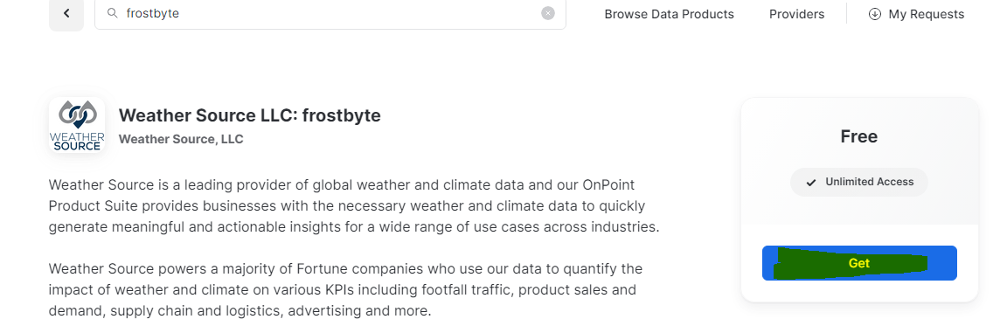 frostbyte
Browse Data Products
Providers
My Requests
WEATHER
SOURCE
Weather Source LLC: frostbyte
Weather Source, LLC
Weather Source is a leading provider of global weather and climate data and our OnPoint
Product Suite provides businesses with the necessary weather and climate data to quickly
generate meaningful and actionable insights for a wide range of use cases across industries.
Weather Source powers a majority of Fortune companies who use our data to quantify the
impact of weather and climate on various KPIs including footfall traffic, product sales and
demand, supply chain and logistics, advertising and more.
Free
Unlimited Access
Get